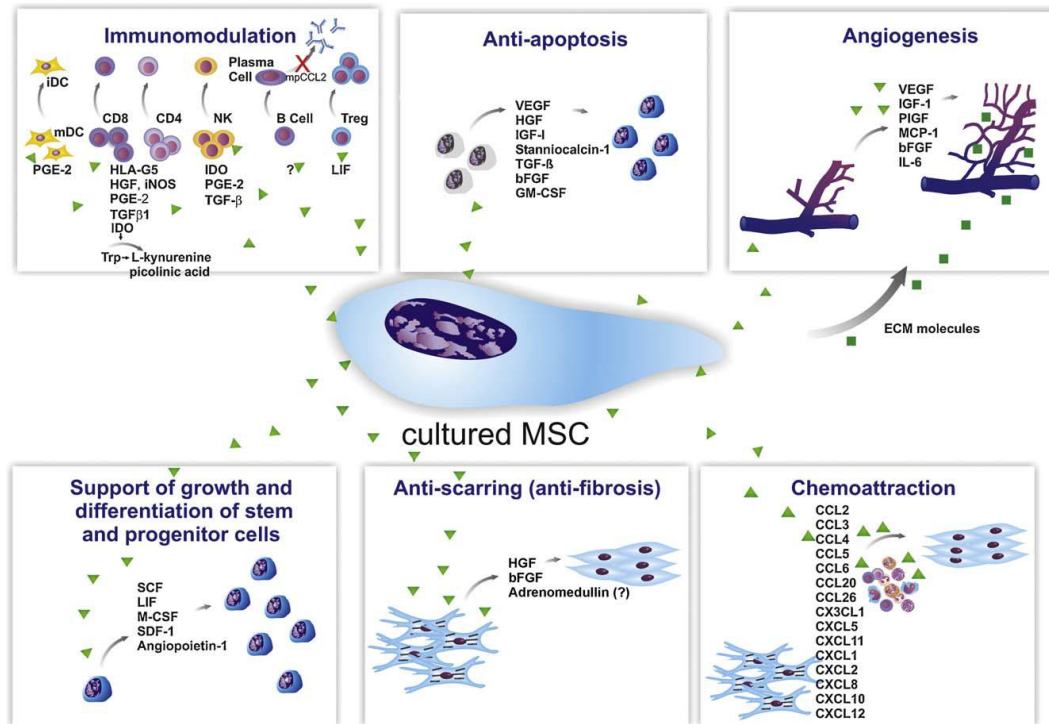 Immunomodulation
iDC
mDC
PGE-2
CD8
CD4
HLA-G5
HGF, iNOS
PGE-2
TGFβ1
IDO
Trp→L-kynurenine
picolinic acid
NK
IDO
PGE-2
TGF-β
Plasma
Cell
mpCCL2
X
B Cell
?
Treg
LIF
Anti-apoptosis
VEGF
HGF
IGF-I
Stanniocalcin-1
TGF-ß
bFGF
GM-CSF
Angiogenesis
VEGF
IGF-1
PIGF
MCP-1
bFGF
IL-6
ECM molecules
cultured MSC
Support of growth and
differentiation of stem
and progenitor cells
SCF
LIF
M-CSF
SDF-1
Angiopoietin-1
Anti-scarring (anti-fibrosis)
HGF
bFGF
Adrenomedullin (?)
Chemoattraction
CCL2
CCL3
CCL4
CCL5
CCL6
CCL20
CCL26
CX3CL1
CXCL5
CXCL11
CXCL1
CXCL2
CXCL8
CXCL10
CXCL12